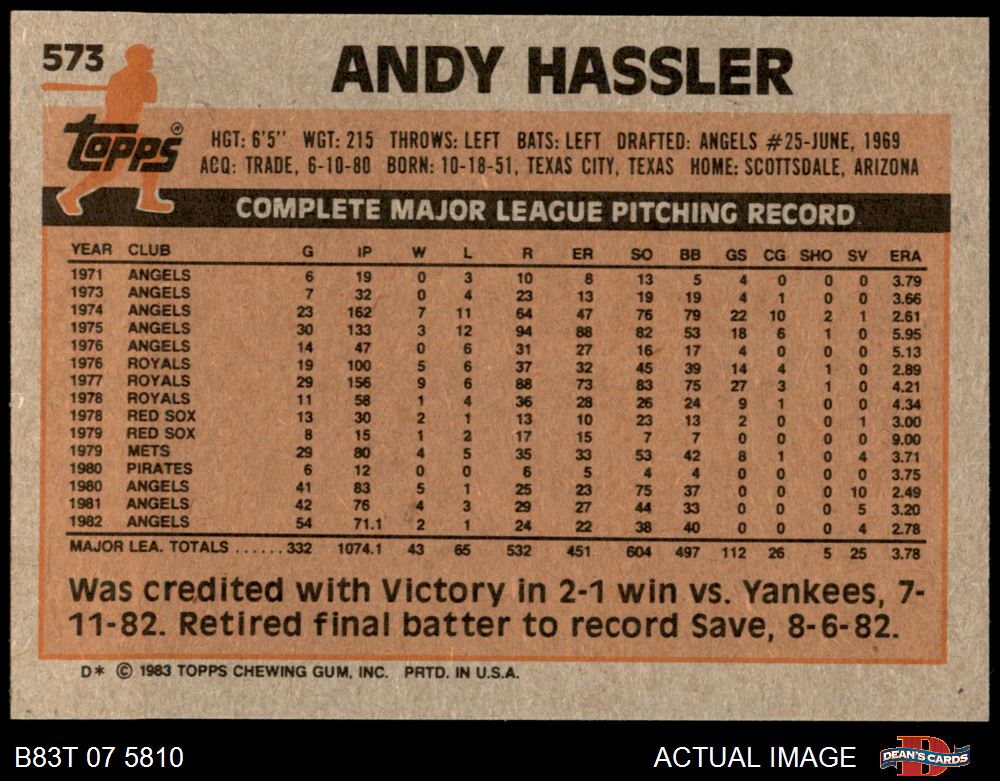 573
ANDY HASSLER
Topps®
HGT: 6'5" WGT: 215 THROWS: LEFT BATS: LEFT DRAFTED: ANGELS #25-JUNE, 1969
ACQ: TRADE, 6-10-80 BORN: 10-18-51, TEXAS CITY, TEXAS HOME: SCOTTSDALE, ARIZONA
COMPLETE MAJOR LEAGUE PITCHING RECORD
YEAR CLUB G IP W L R ER SO BB GS CG SHO SV ERA
1971 ANGELS 6 19 0 3 10 8 13 5 4 0 0 0 3.79
1973 ANGELS 7 32 0 4 23 13 19 19 4 1 0 0 3.66
1974 ANGELS 23 162 7 11 64 47 76 79 22 10 2 1 2.61
1975 ANGELS 30 133 3 12 94 88 82 53 18 6 1 0 5.95
1976 ANGELS 14 47 0 6 31 27 16 17 4 0 0 0 5.13
1976 ROYALS 19 100 5 6 37 32 45 39 14 4 1 0 2.89
1977 ROYALS 29 156 9 6 88 73 83 75 27 3 1 0 4.21
1978 ROYALS 11 58 1 4 36 28 26 24 9 1 0 0 4.34
1978 RED SOX 13 30 2 1 13 10 23 13 2 0 0 1 3.00
1979 RED SOX 8 15 1 2 17 15 7 7 0 0 0 0 9.00
1979 METS 29 80 4 5 35 33 53 42 8 1 0 4 3.71
1980 PIRATES 6 12 0 0 6 5 4 4 0 0 0 0 3.75
1980 ANGELS 41 83 5 1 25 23 75 37 0 0 0 10 2.49
1981 ANGELS 42 76 4 3 29 27 44 33 0 0 0 5 3.20
1982 ANGELS 54 71.1 2 1 24 22 38 40 0 0 0 4 2.78
MAJOR LEA. TOTALS ......332 1074.1 43 65 532 451 604 497 112 26 5 25 3.78
Was credited with Victory in 2-1 win vs. Yankees, 7-
11-82. Retired final batter to record Save, 8-6-82.
D* © 1983 TOPPS CHEWING GUM, INC. PRTD. IN U.S.A.
B83T 07 5810 ACTUAL IMAGE DEAN'S CARDS